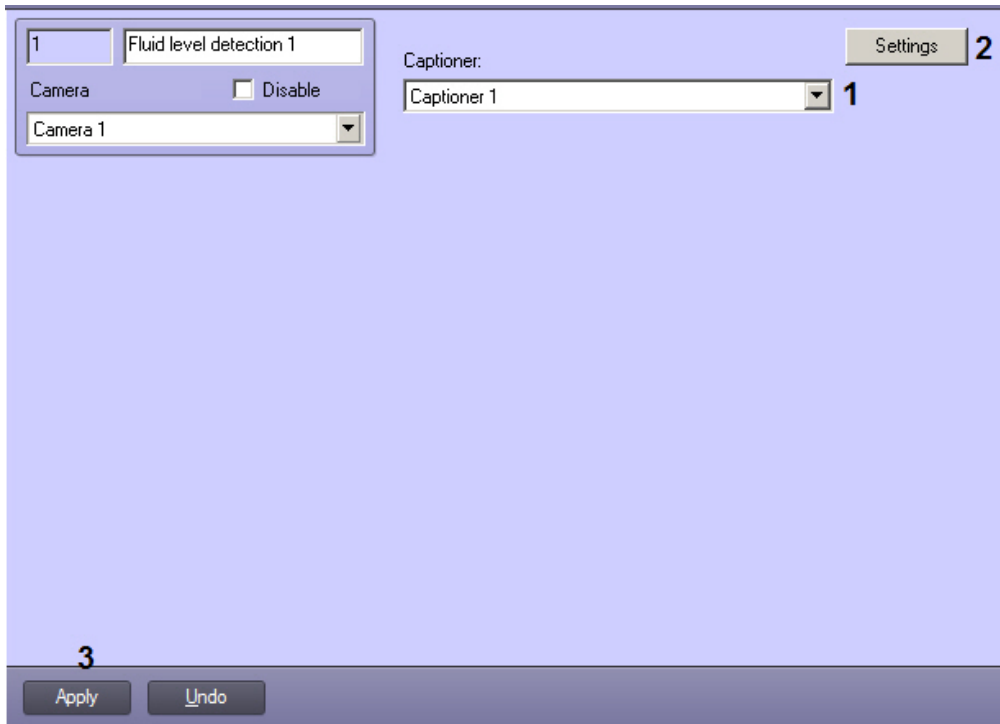 1 Fluid level detection 1
Camera Disable
Camera 1
Captioner:
Captioner 1 1
Settings 2
3
Apply Undo